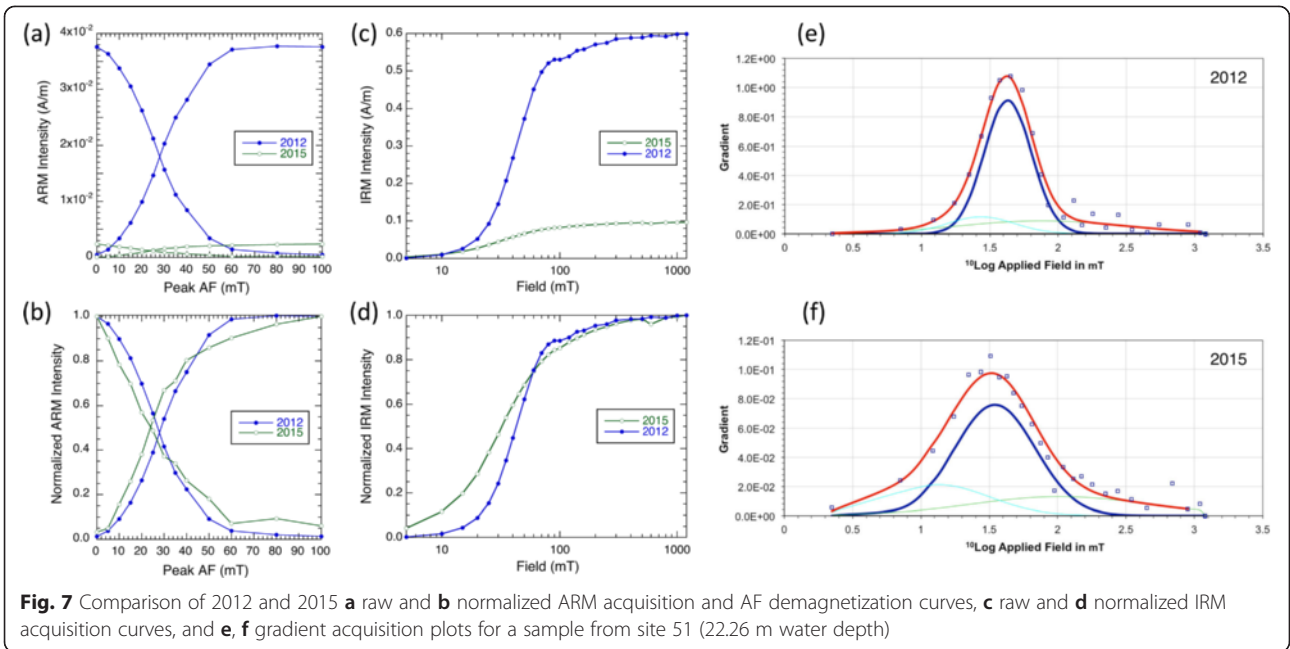 (a)
4x10-2
3x10-2
2x10-2
1x10-2
0
ARM Intensity (A/m)
2012
2015
0 10 20 30 40 50 60 70 80 90 100
Peak AF (mT)
(b)
1.0
0.8
0.6
0.4
0.2
0.0
Normalized ARM Intensity
2012
2015
0 10 20 30 40 50 60 70 80 90 100
Peak AF (mT)
(c)
0.6
0.5
0.4
0.3
0.2
0.1
0.0
IRM Intensity (A/m)
2015
2012
10 100 1000
Field (mT)
(d)
1.0
0.8
0.6
0.4
0.2
0.0
Normalized IRM Intensity
2015
2012
10 100 1000
Field (mT)
(e)
1.2E+00
1.0E+00
8.0E-01
6.0E-01
4.0E-01
2.0E-01
0.0E+00
Gradient
2012
0 0.5 1.0 1.5 2.0 2.5 3.0 3.5
10Log Applied Field in mT
(f)
1.2E-01
1.0E-01
8.0E-02
6.0E-02
4.0E-02
2.0E-02
0.0E+00
Gradient
2015
0 0.5 1.0 1.5 2.0 2.5 3.0 3.5
10Log Applied Field in mT
Fig. 7 Comparison of 2012 and 2015 a raw and b normalized ARM acquisition and AF demagnetization curves, c raw and d normalized IRM
acquisition curves, and e, f gradient acquisition plots for a sample from site 51 (22.26 m water depth)